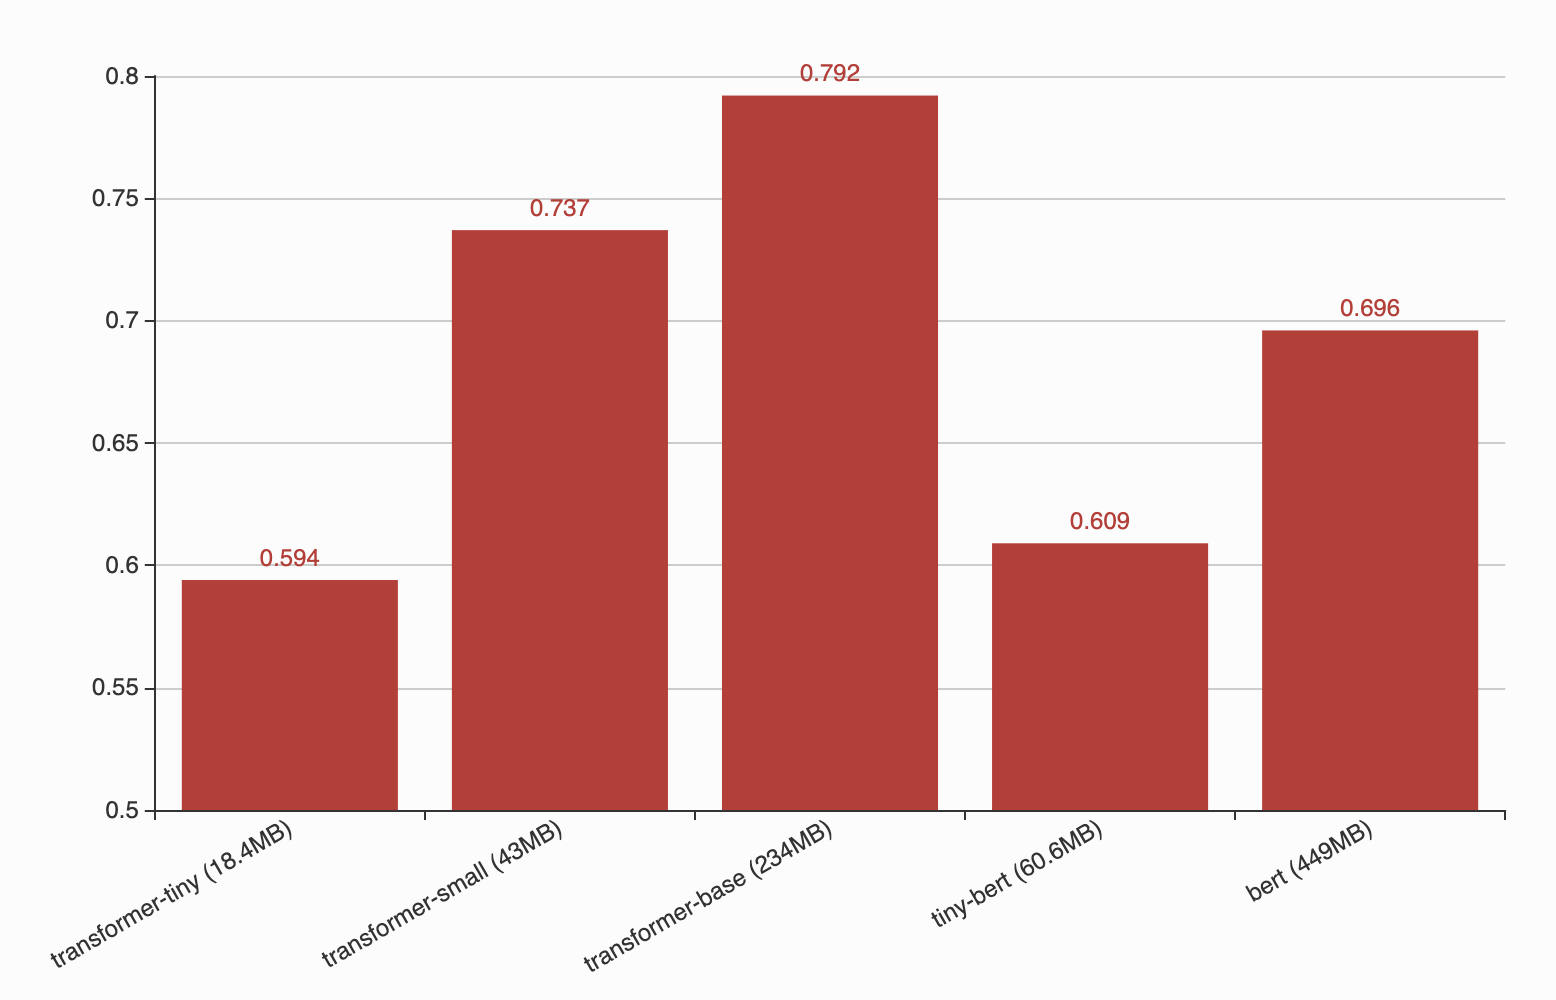 0.8
0.75
0.7
0.65
0.6
0.55
0.5
0.594
0.737
0.792
0.609
0.696
transformer-tiny (18.4MB)
transformer-small (43MB)
transformer-base (234MB)
tiny-bert (60.6MB)
bert (449MB)